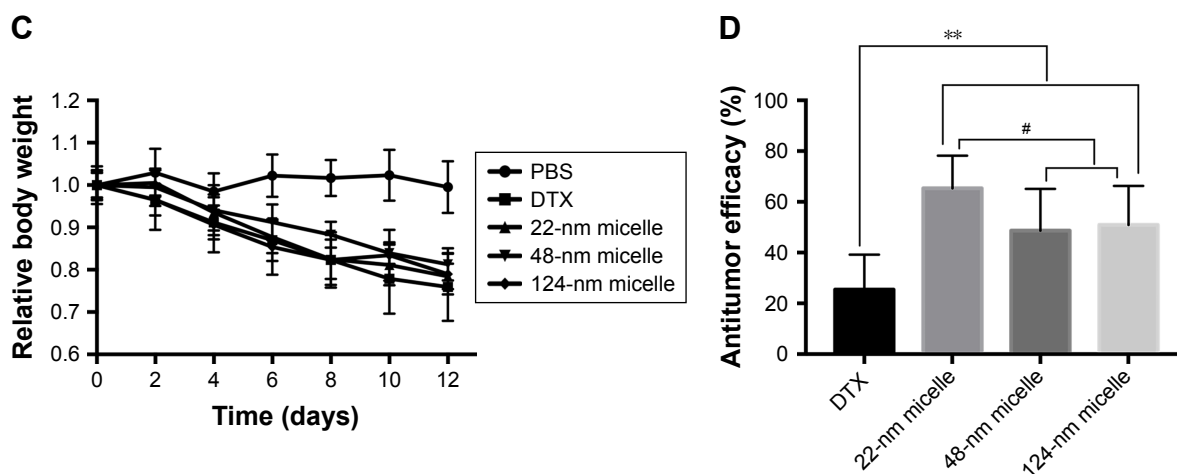 C
Relative body weight
1.2
1.1
1.0
0.9
0.8
0.7
0.6
0
2
4
6
8
10
12
Time (days)
PBS
DTX
22-nm micelle
48-nm micelle
124-nm micelle
D
**
#
Antitumor efficacy (%)
100
80
60
40
20
0
DTX
22-nm micelle
48-nm micelle
124-nm micelle